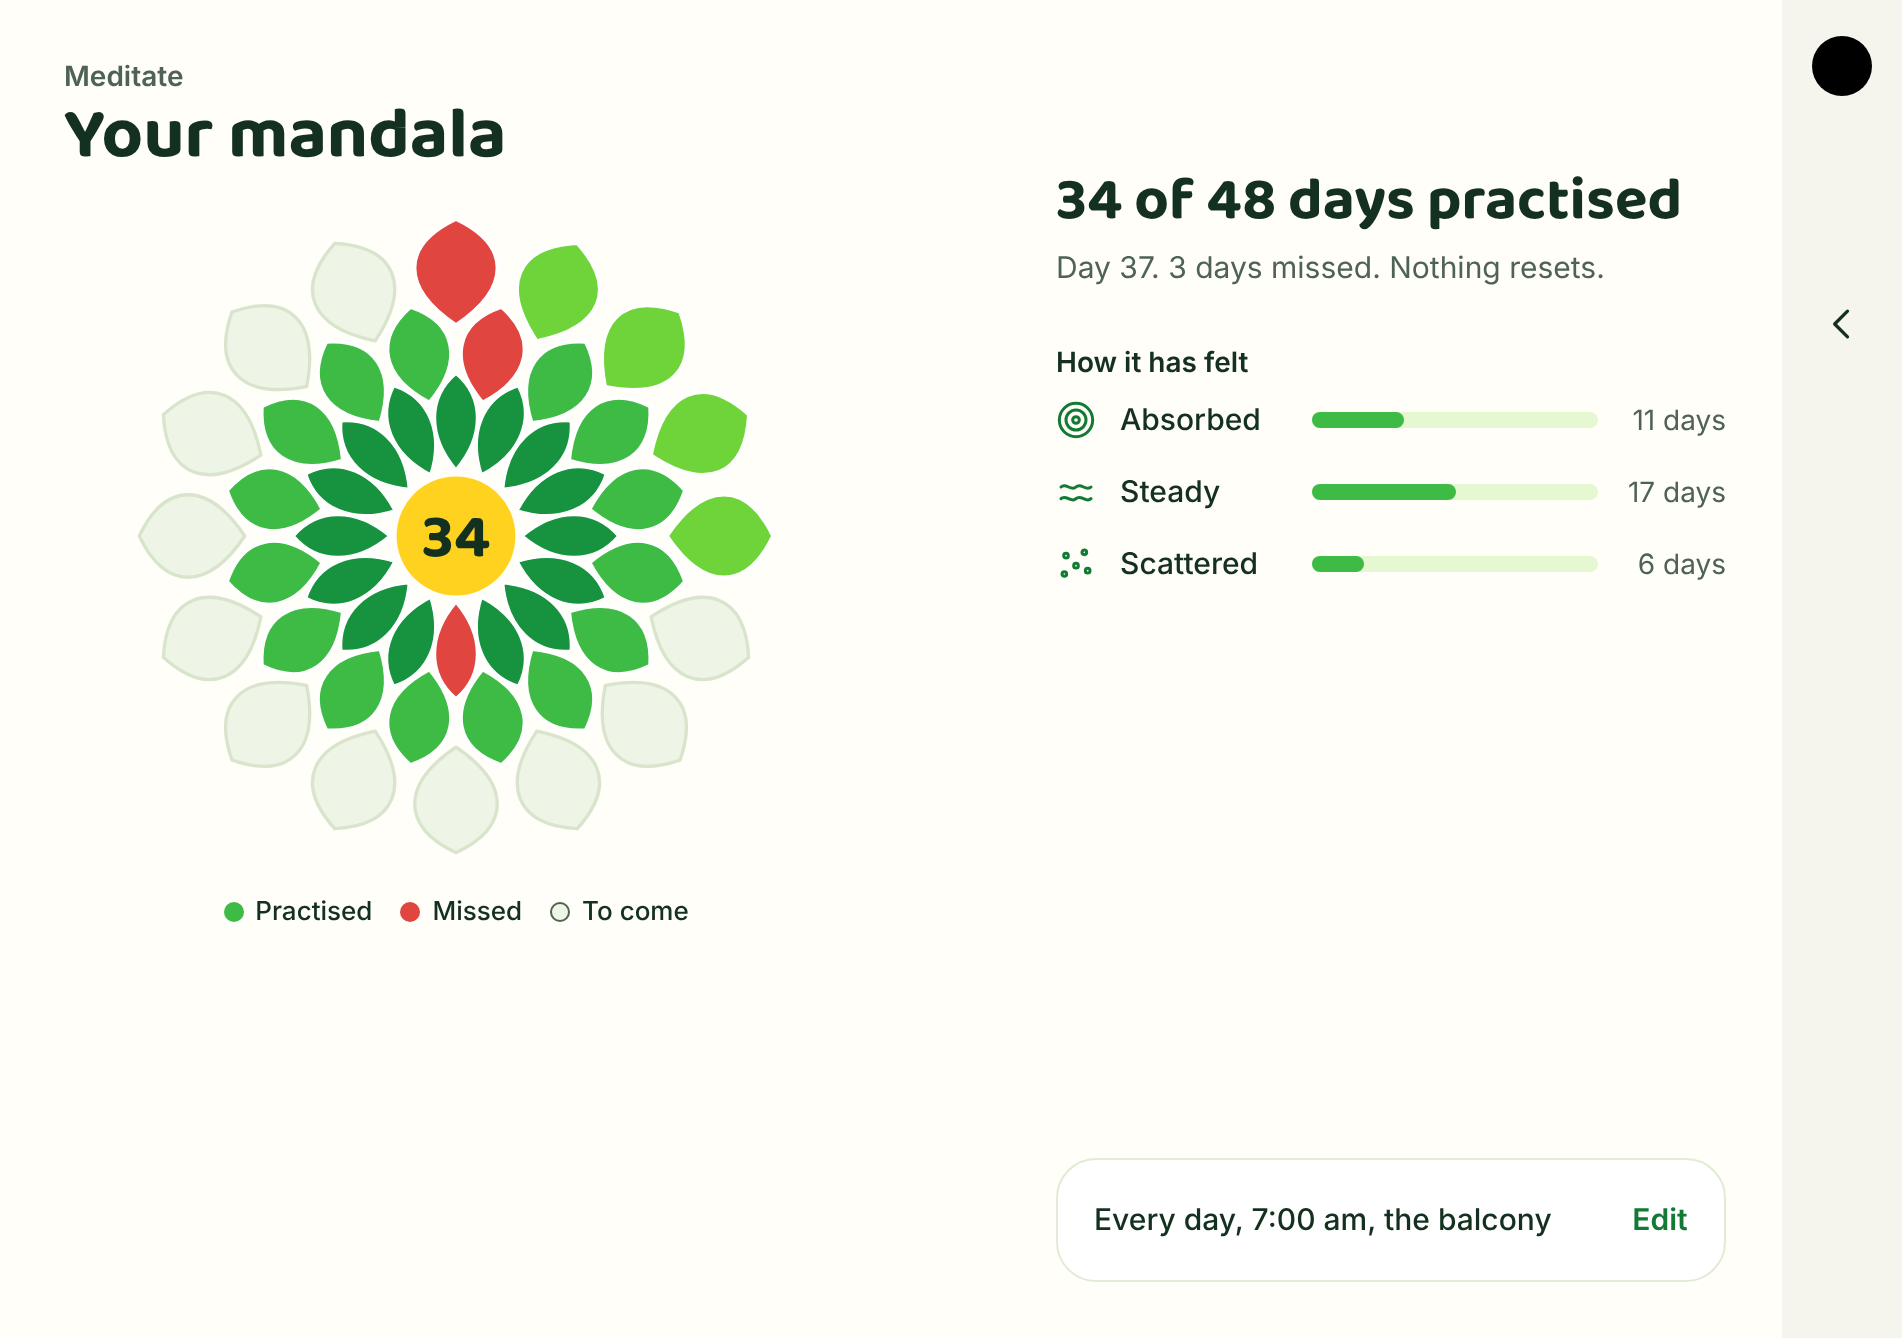 Meditate
Your mandala
34
Practised
Missed
To come
34 of 48 days practised
Day 37. 3 days missed. Nothing resets.
How it has felt
Absorbed 11 days
Steady 17 days
Scattered 6 days
Every day, 7:00 am, the balcony Edit